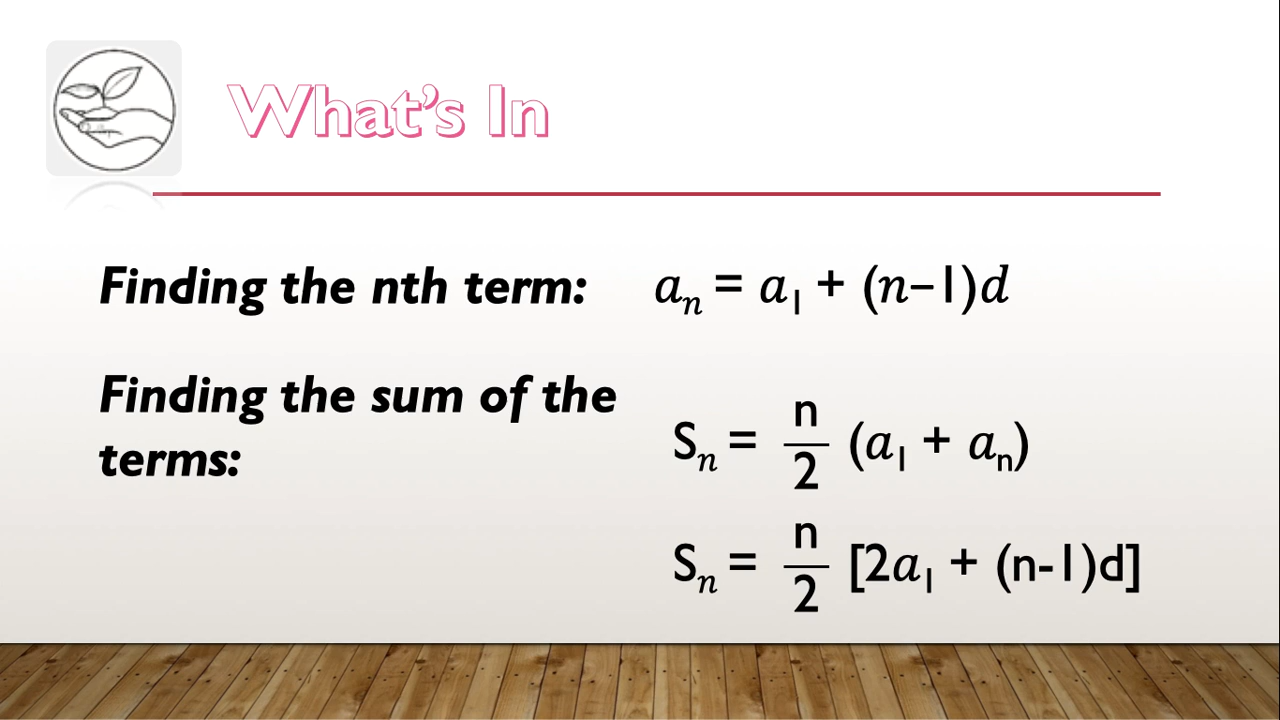 What's In
Finding the nth term: aₙ = a₁ + (n–1)d
Finding the sum of the
terms:
Sₙ = n/2 (a₁ + aₙ)
Sₙ = n/2 [2a₁ + (n-1)d]